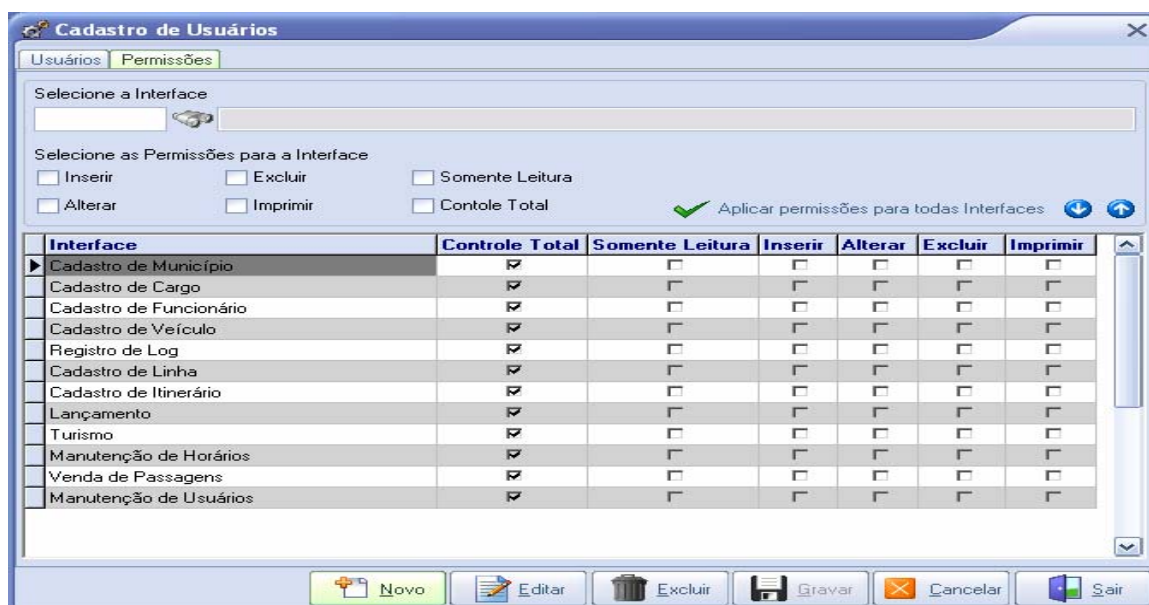 Cadastro de Usuários
Usuários Permissões
Selecione a Interface
Selecione as Permissões para a Interface
Inserir Excluir Somente Leitura
Alterar Imprimir Contole Total Aplicar permissões para todas Interfaces
Interface Controle Total Somente Leitura Inserir Alterar Excluir Imprimir
Cadastro de Município
Cadastro de Cargo
Cadastro de Funcionário
Cadastro de Veículo
Registro de Log
Cadastro de Linha
Cadastro de Itinerário
Lançamento
Turismo
Manutenção de Horários
Venda de Passagens
Manutenção de Usuários
Novo Editar Excluir Gravar Cancelar Sair